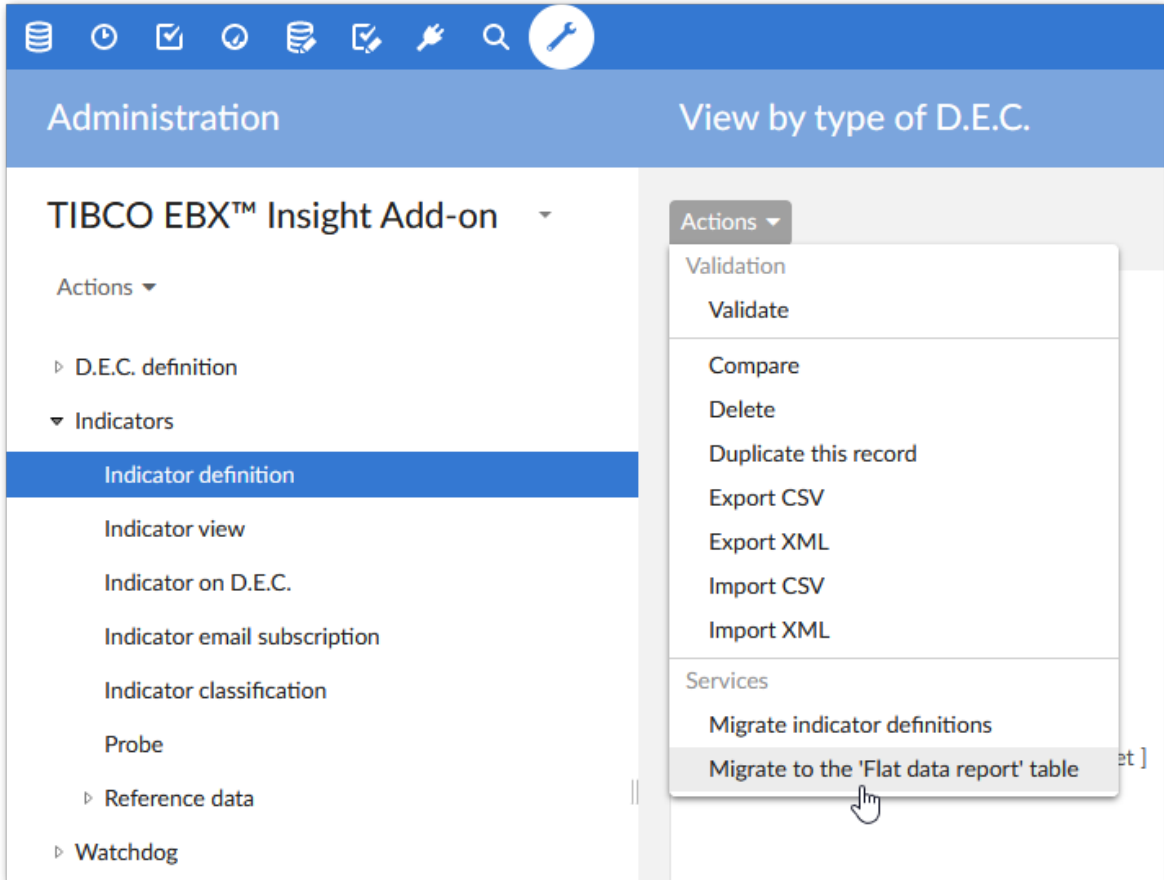 Administration
View by type of D.E.C.
TIBCO EBX™ Insight Add-on
Actions
D.E.C. definition
Indicators
Indicator definition
Indicator view
Indicator on D.E.C.
Indicator email subscription
Indicator classification
Probe
Reference data
Watchdog
Actions
Validation
Validate
Compare
Delete
Duplicate this record
Export CSV
Export XML
Import CSV
Import XML
Services
Migrate indicator definitions
Migrate to the 'Flat data report' table
et ]